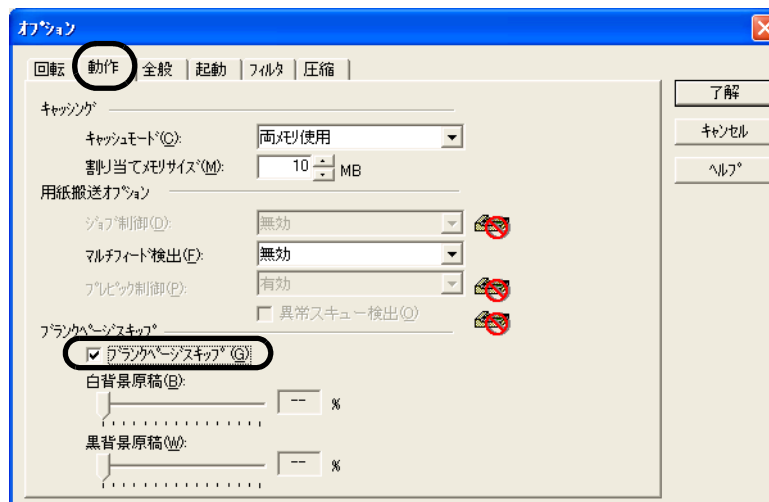 オプション
回転 動作 全般 起動 フィルタ 圧縮
了解
キャンセル
ヘルプ
キャッシング
キャッシュモード(C): 両メモリ使用
割り当てメモリサイズ(M): 10 MB
用紙搬送オプション
ジョブ制御(D): 無効
マルチフィード検出(F): 無効
プレピック制御(P): 有効
異常スキュー検出(O)
ブランクページスキップ
ブランクページスキップ(G)
白背景原稿(B):
-- %
黒背景原稿(W):
-- %